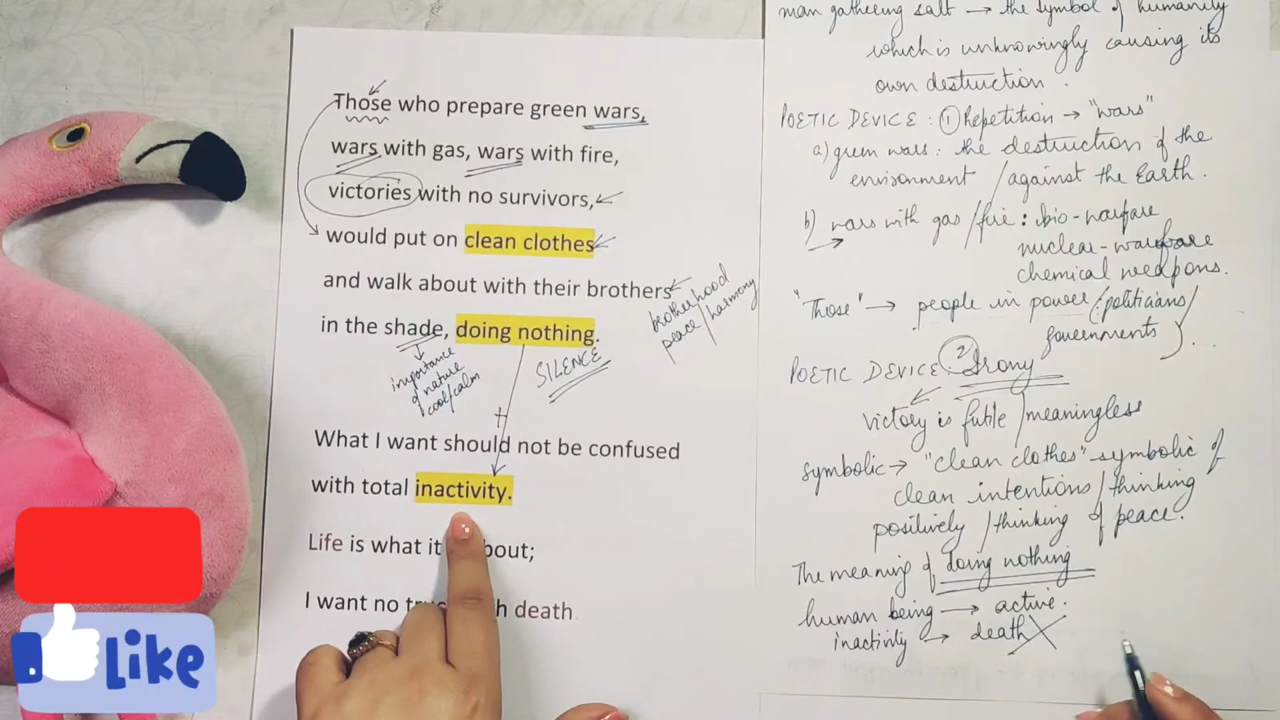 Those who prepare green wars,
wars with gas, wars with fire,
victories with no survivors,
would put on clean clothes
and walk about with their brothers
in the shade, doing nothing.
brotherhood
peace/harmony
importance
of nature
cool/calm
SILENCE
What I want should not be confused
with total inactivity.
Life is what it bout;
I want no h death
man gathering salt → the symbol of humanity
which is unknowingly causing its
own destruction.
POETIC DEVICE: ① Repetition → "wars"
a) green wars: the destruction of the
environment / against the Earth.
b) wars with gas/fire: bio-warfare
nuclear-warfare
chemical weapons.
"Those" → people in power (politicians/
governments)...
POETIC DEVICE: ② Irony
victory is futile/meaningless
symbolic → "clean clothes" symbolic of
clean intentions/thinking
positively/thinking of peace.
The meaning of doing nothing
human being → active.
inactivity → death
LIKE